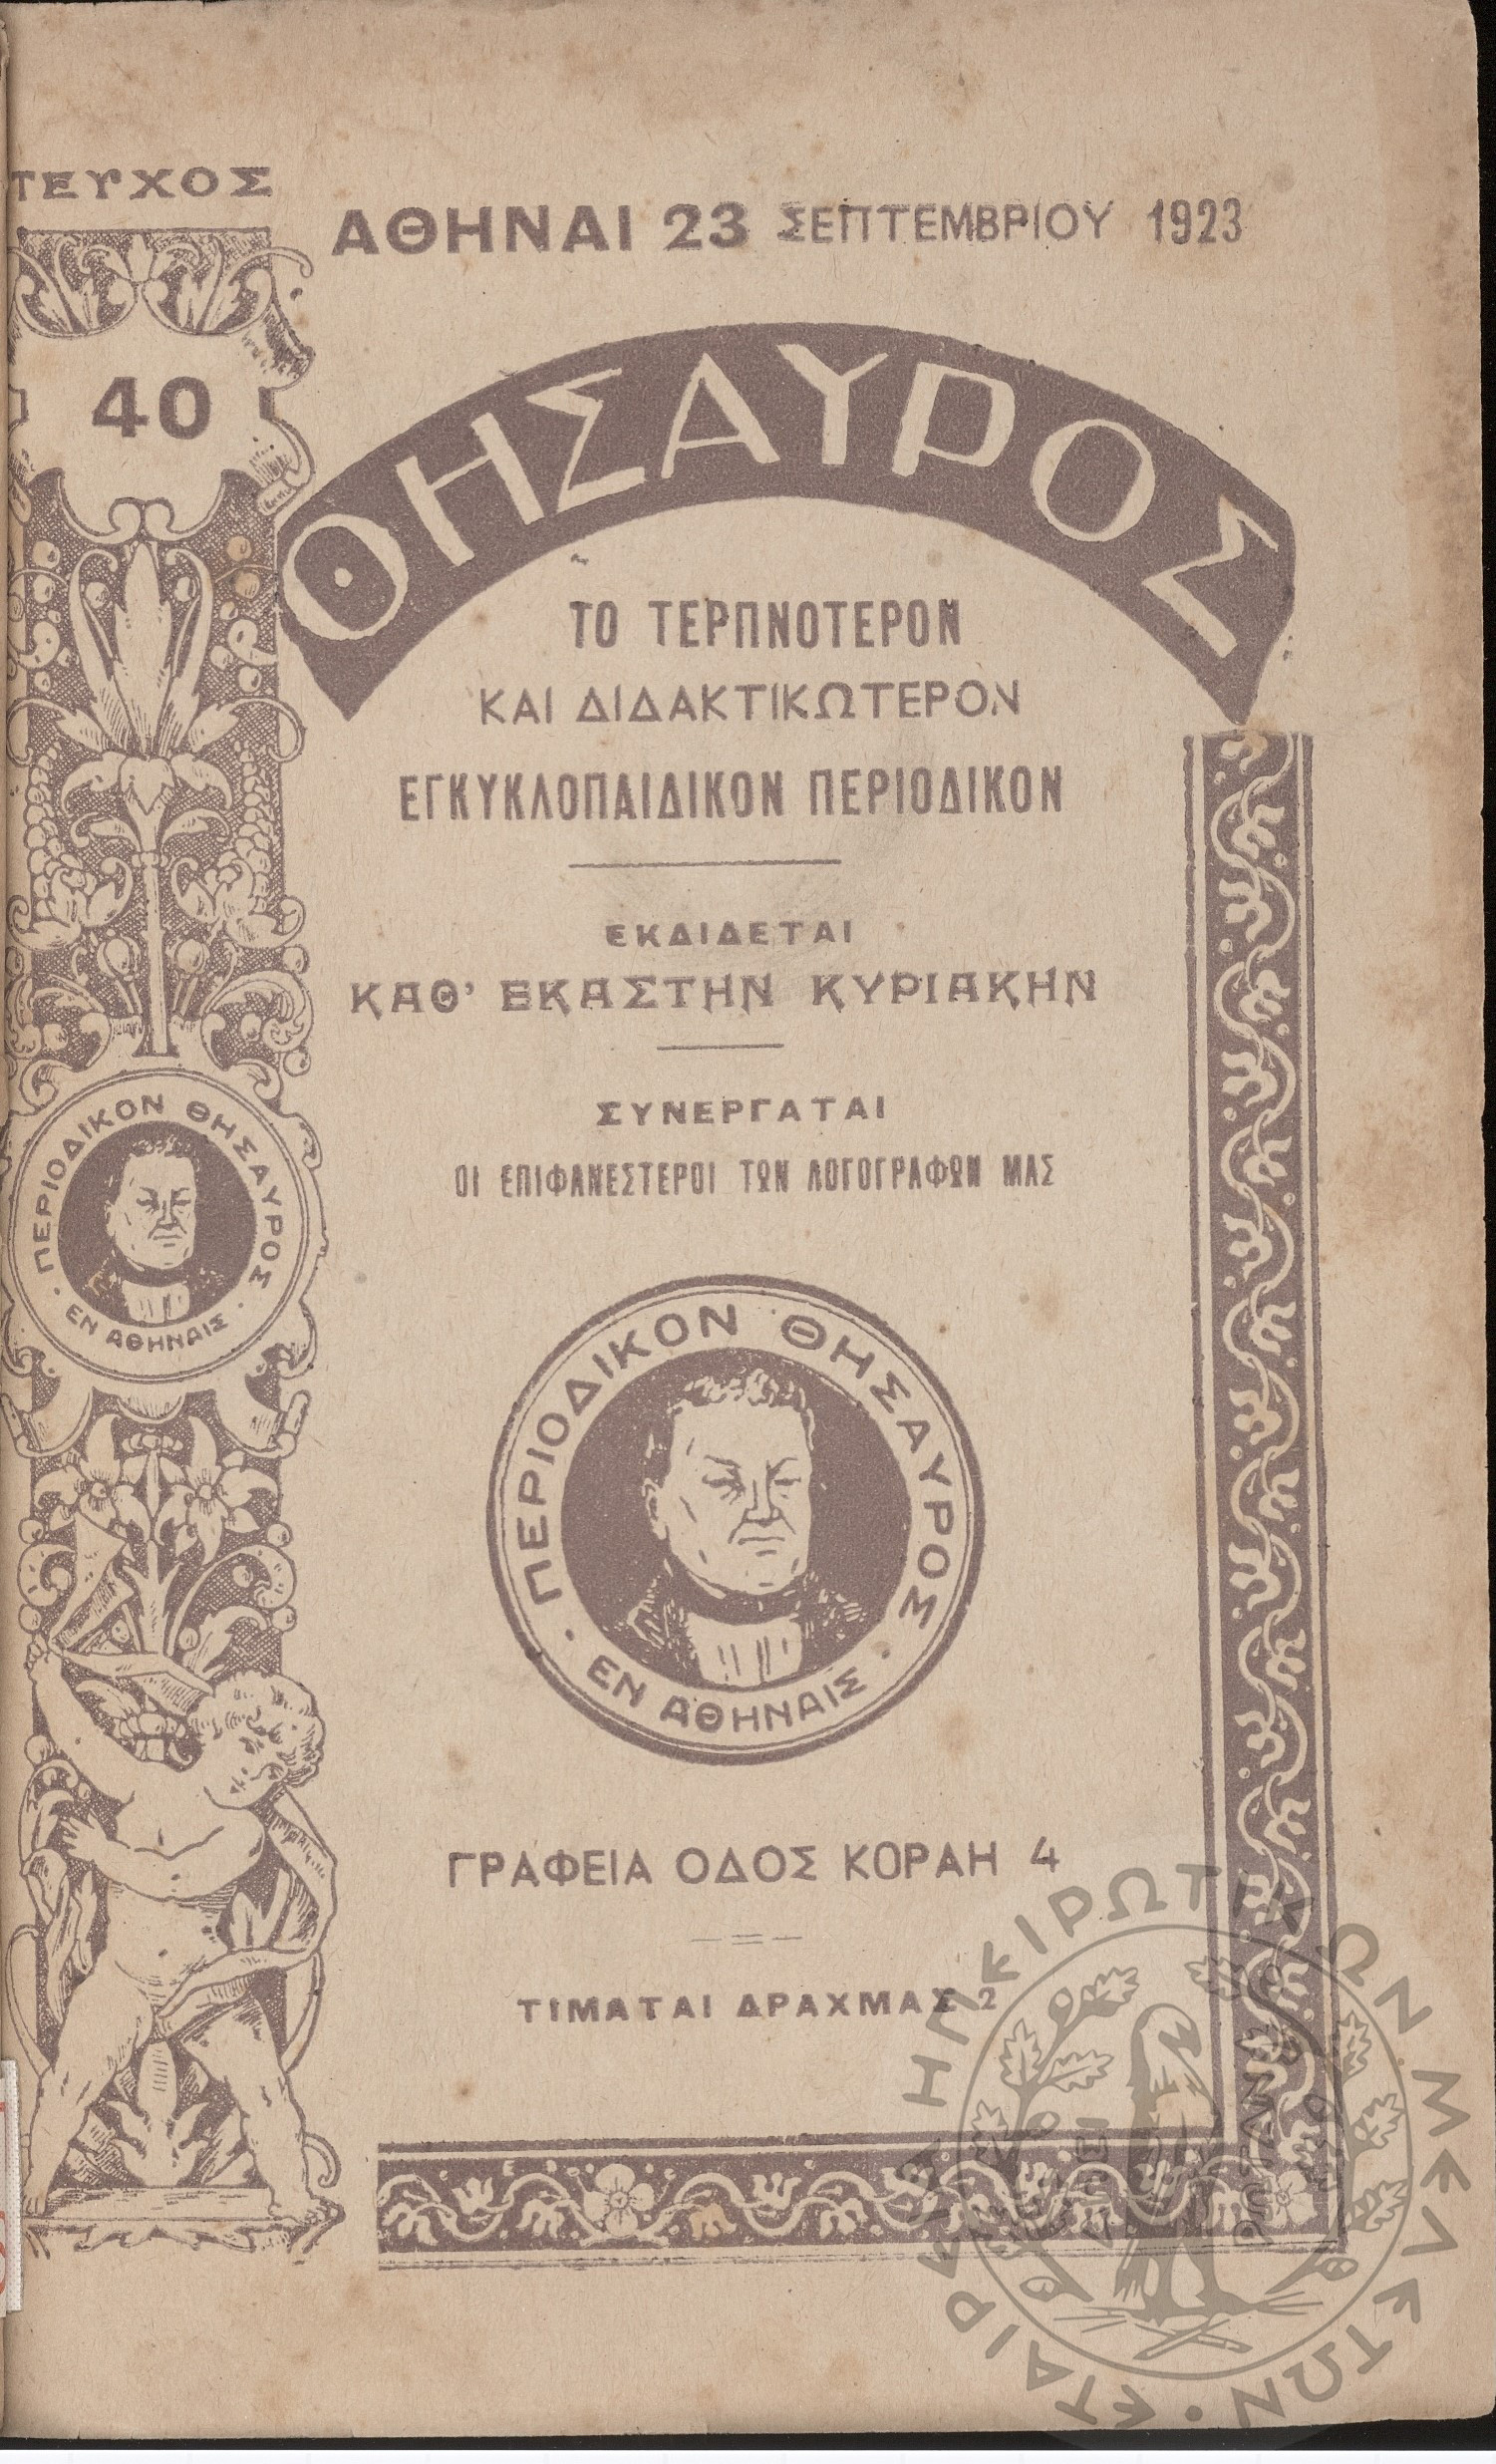 ΤΕΥΧΟΣ
40
ΑΘΗΝΑΙ 23 ΣΕΠΤΕΜΒΡΙΟΥ 1923
ΘΗΣΑΥΡΟΣ
ΤΟ ΤΕΡΠΝΟΤΕΡΟΝ
ΚΑΙ ΔΙΔΑΚΤΙΚΩΤΕΡΟΝ
ΕΓΚΥΚΛΟΠΑΙΔΙΚΟΝ ΠΕΡΙΟΔΙΚΟΝ
ΕΚΔΙΔΕΤΑΙ
ΚΑΘ' ΕΚΑΣΤΗΝ ΚΥΡΙΑΚΗΝ
ΣΥΝΕΡΓΑΤΑΙ
ΟΙ ΕΠΙΦΑΝΕΣΤΕΡΟΙ ΤΩΝ ΛΟΓΟΓΡΑΦΩΝ ΜΑΣ
ΠΕΡΙΟΔΙΚΟΝ ΘΗΣΑΥΡΟΣ
· ΕΝ ΑΘΗΝΑΙΣ ·
ΠΕΡΙΟΔΙΚΟΝ ΘΗΣΑΥΡΟΣ
· ΕΝ ΑΘΗΝΑΙΣ ·
ΓΡΑΦΕΙΑ ΟΔΟΣ ΚΟΡΑΗ 4
ΤΙΜΑΤΑΙ ΔΡΑΧΜΑΣ 2
ΕΤΑΙΡΕΙΑ ΗΠΕΙΡΩΤΙΚΩΝ ΜΕΛΕΤΩΝ ·